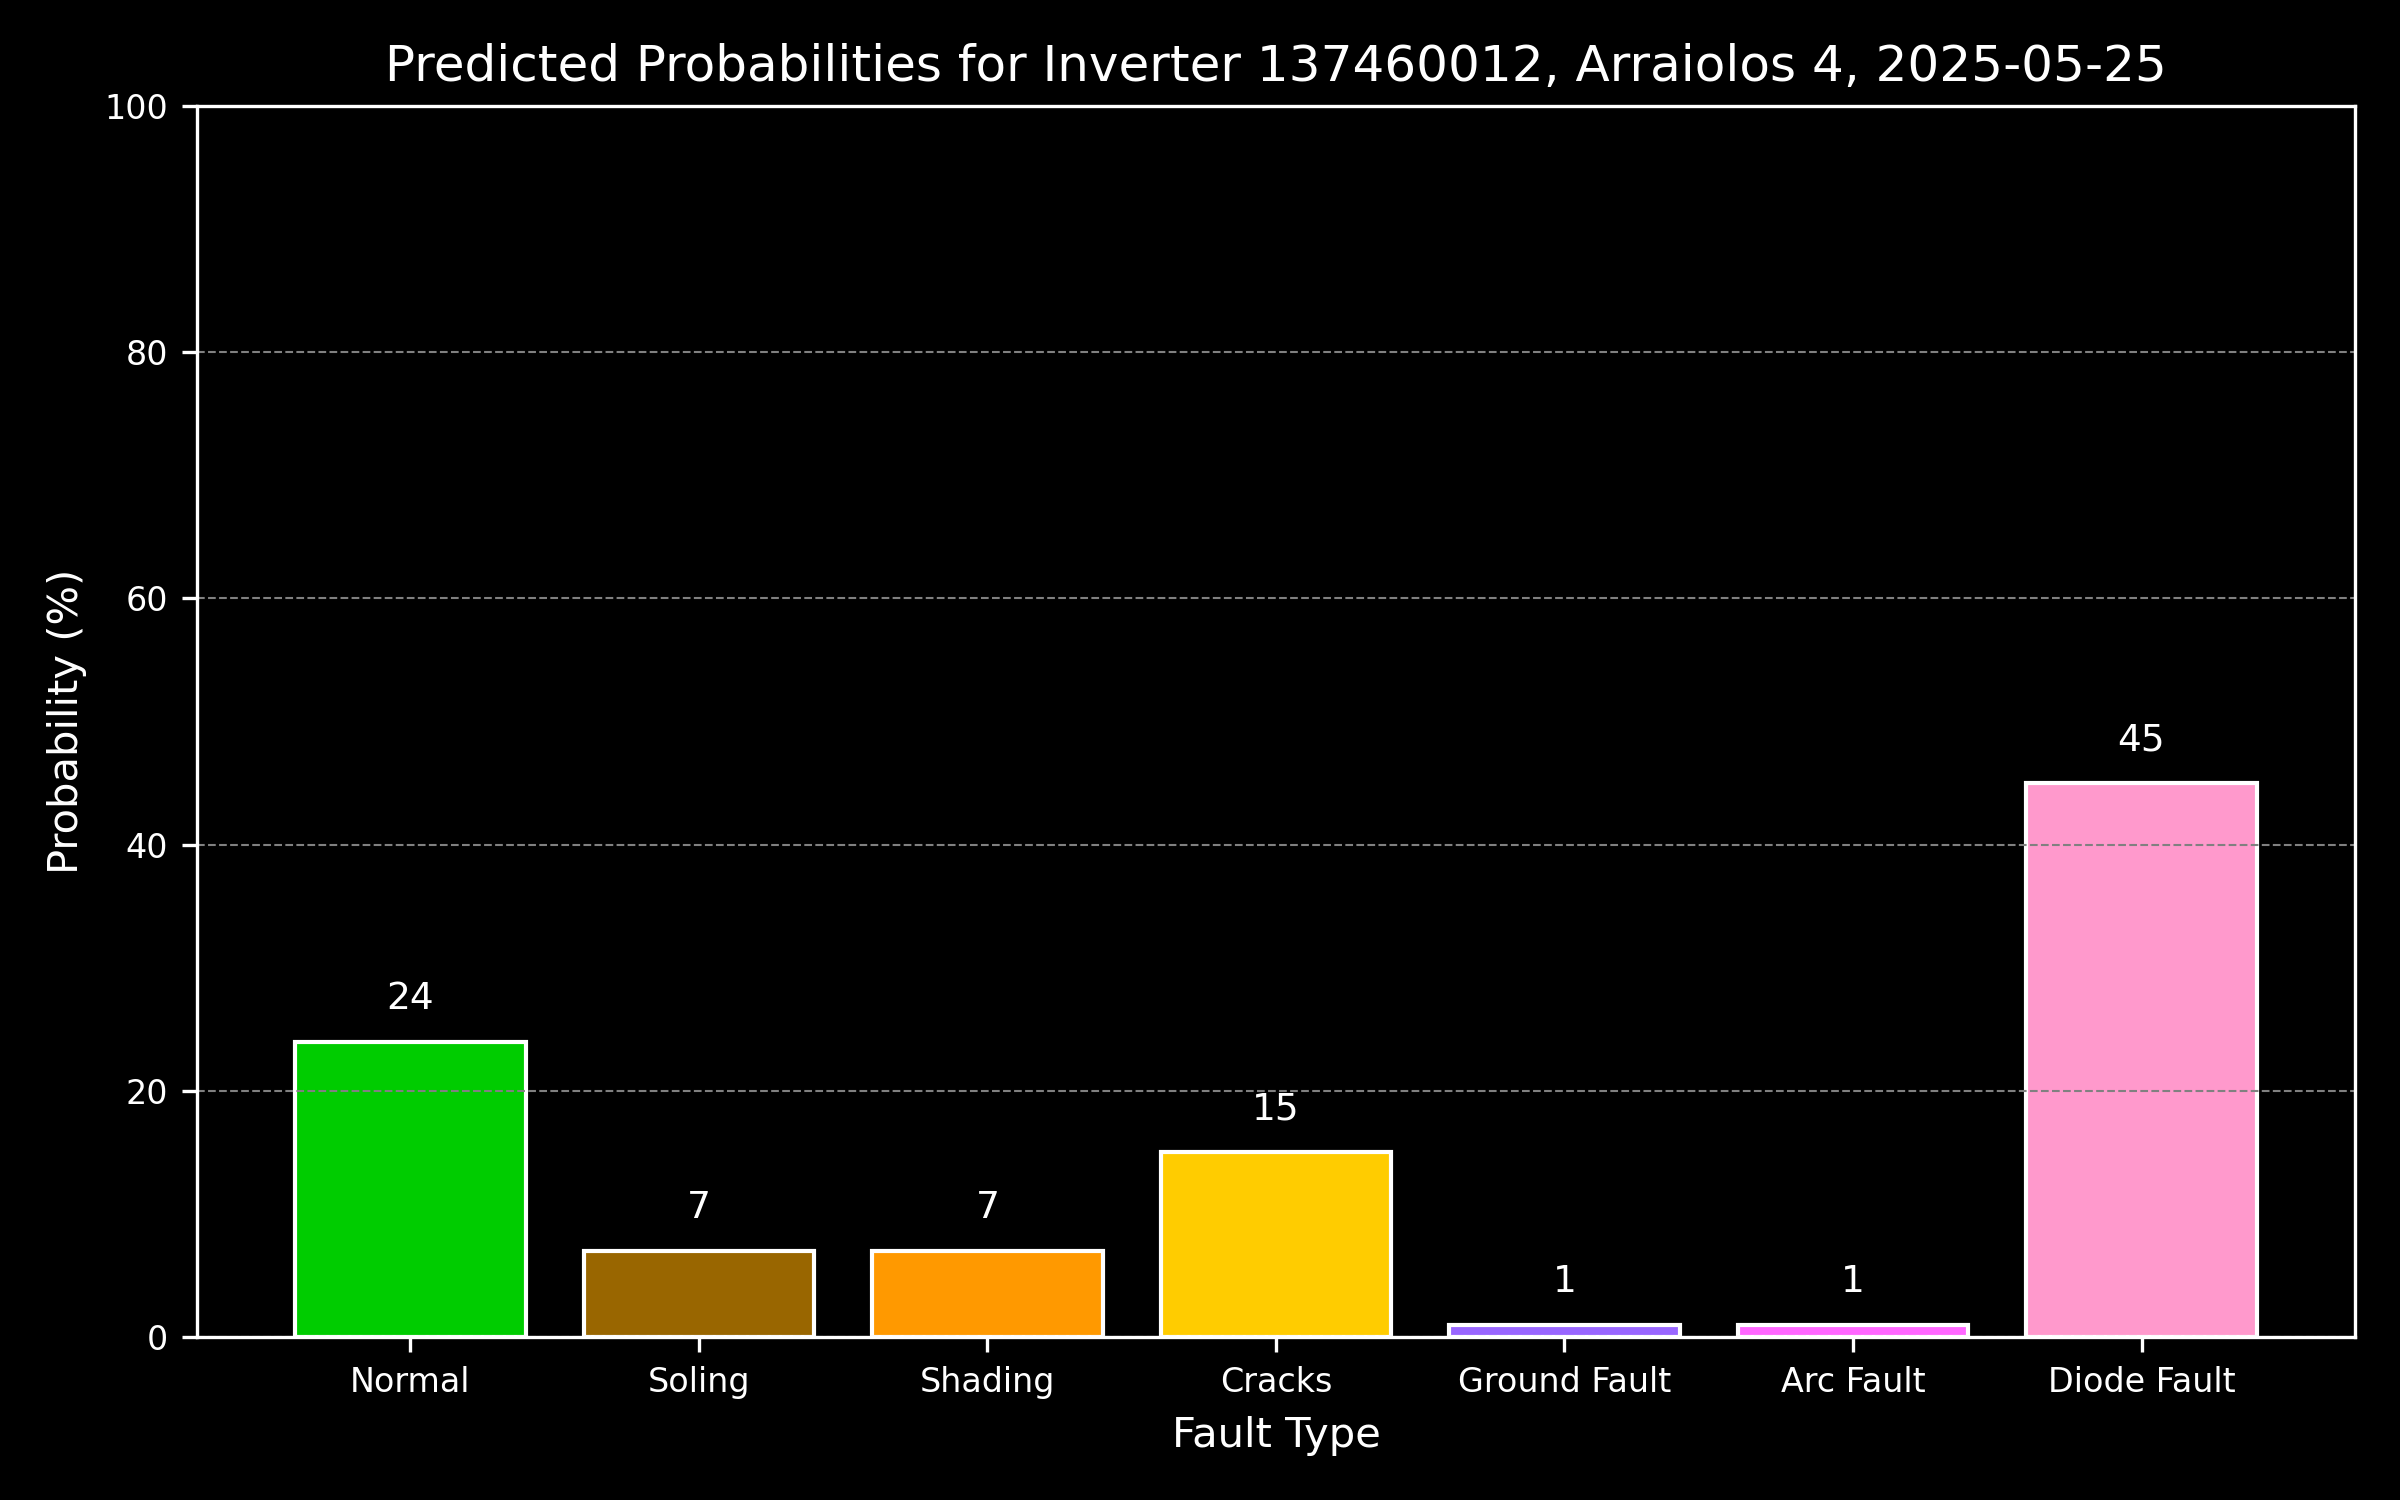 Predicted Probabilities for Inverter 137460012, Arraiolos 4, 2025-05-25
100
80
60
40
20
0
Probability (%)
24
7
7
15
1
1
45
Normal
Soling
Shading
Cracks
Ground Fault
Arc Fault
Diode Fault
Fault Type